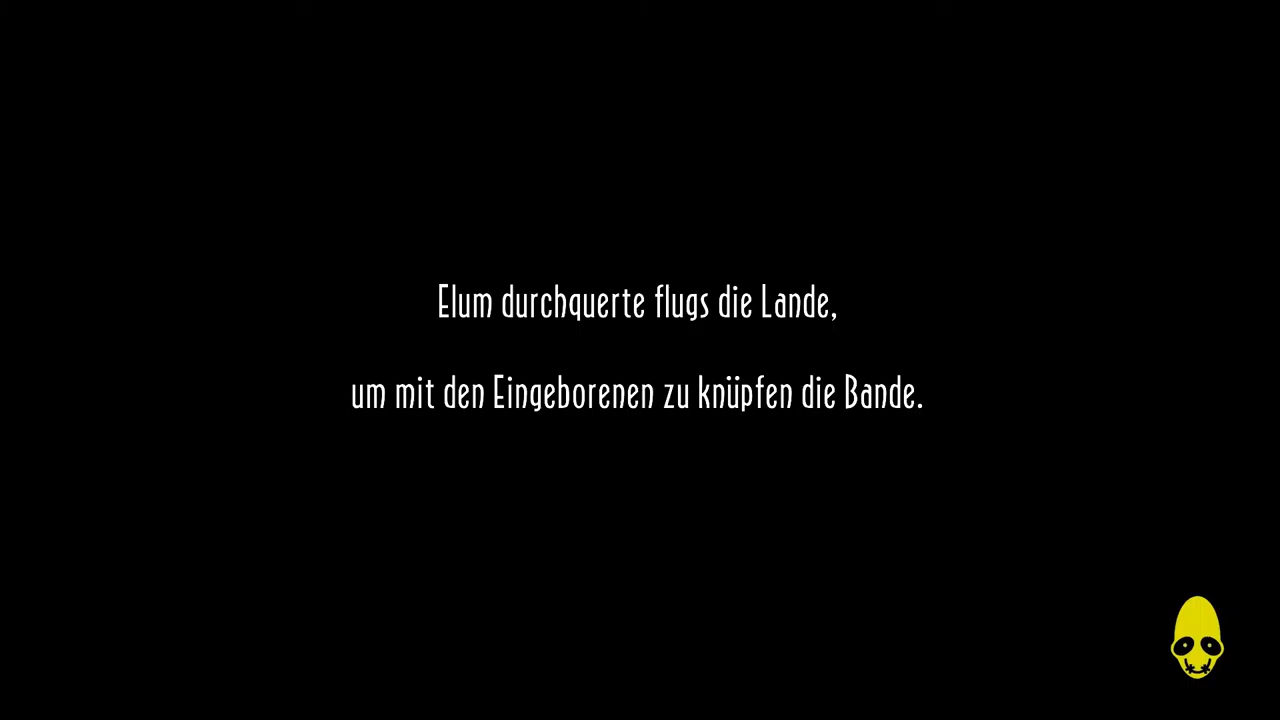 Elum durchquerte flugs die Lande,
um mit den Eingeborenen zu knüpfen die Bande.